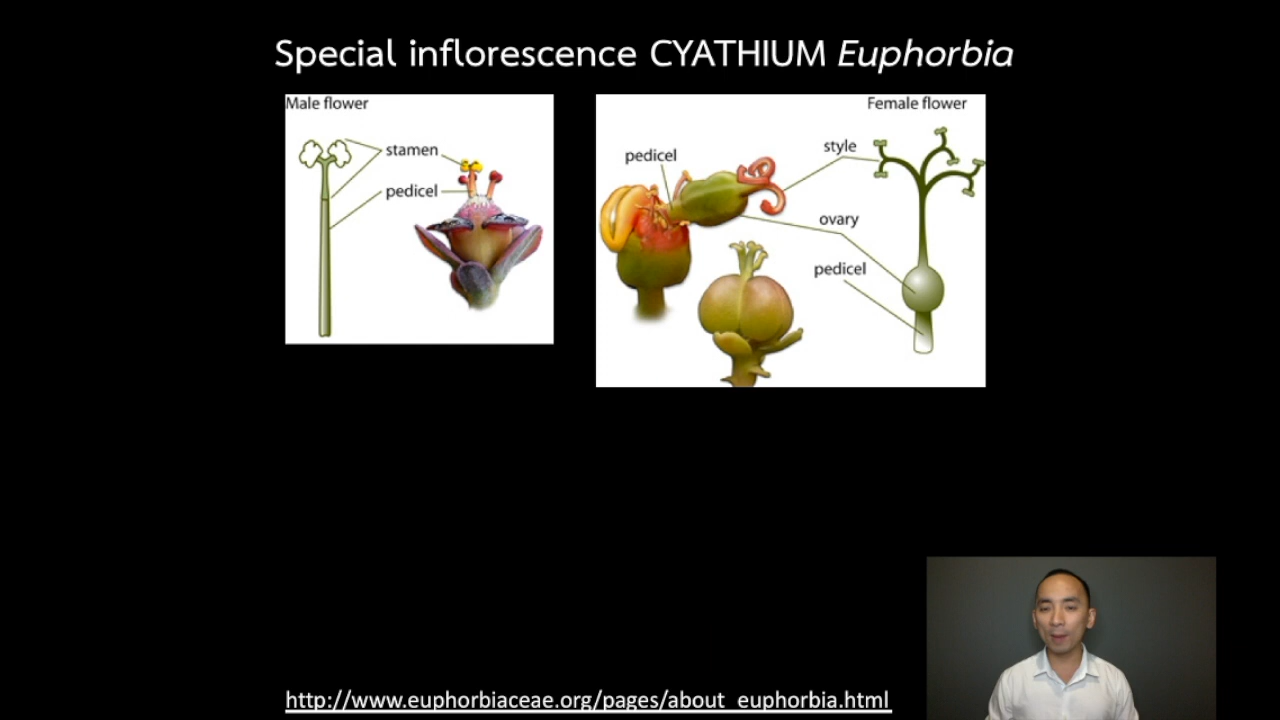 Special inflorescence CYATHIUM Euphorbia
Male flower
stamen
pedicel
Female flower
pedicel
style
ovary
pedicel
http://www.euphorbiaceae.org/pages/about_euphorbia.html